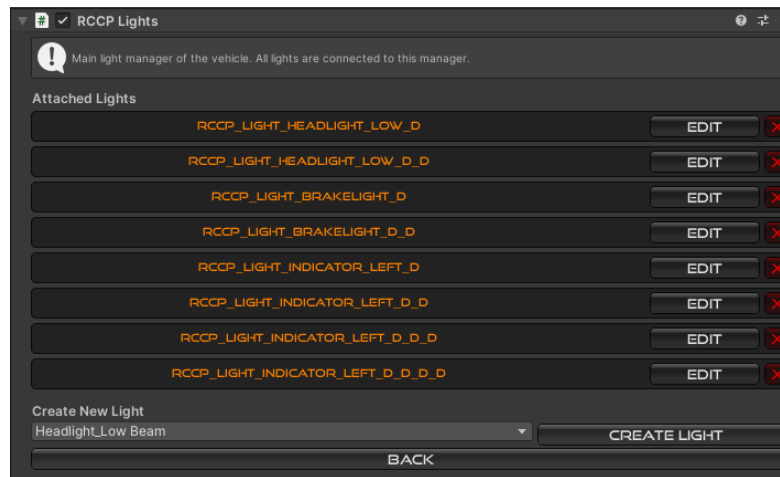 RCCP Lights
Main light manager of the vehicle. All lights are connected to this manager.
Attached Lights
RCCP_LIGHT_HEADLIGHT_LOW_D EDIT X
RCCP_LIGHT_HEADLIGHT_LOW_D_D EDIT X
RCCP_LIGHT_BRAKELIGHT_D EDIT X
RCCP_LIGHT_BRAKELIGHT_D_D EDIT X
RCCP_LIGHT_INDICATOR_LEFT_D EDIT X
RCCP_LIGHT_INDICATOR_LEFT_D_D EDIT X
RCCP_LIGHT_INDICATOR_LEFT_D_D_D EDIT X
RCCP_LIGHT_INDICATOR_LEFT_D_D_D_D EDIT X
Create New Light
Headlight_Low Beam CREATE LIGHT
BACK